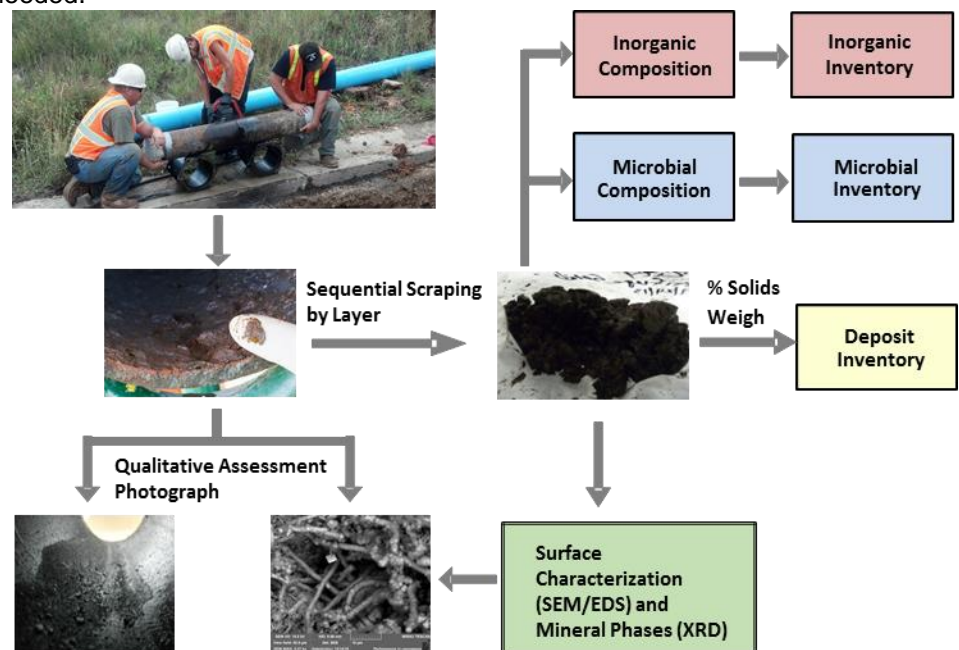 needed.
Inorganic
Composition
Inorganic
Inventory
Microbial
Composition
Microbial
Inventory
Sequential Scraping
by Layer
% Solids
Weigh
Deposit
Inventory
Qualitative Assessment
Photograph
Surface
Characterization
(SEM/EDS) and
Mineral Phases (XRD)